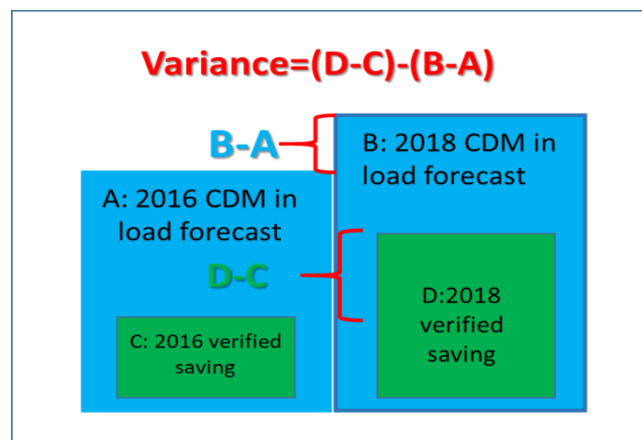 Variance=(D-C)-(B-A)
B-A
B: 2018 CDM in
load forecast
A: 2016 CDM in
load forecast
D-C
D:2018
verified
saving
C: 2016 verified
saving